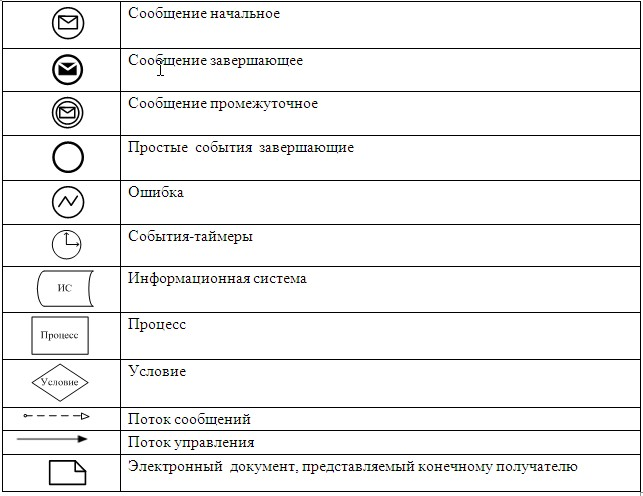 Сообщение начальное
Сообщение завершающее
Сообщение промежуточное
Простые события завершающие
Ошибка
События-таймеры
ИС
Информационная система
Процесс
Процесс
Условие
Условие
Поток сообщений
Поток управления
Электронный документ, представляемый конечному получателю